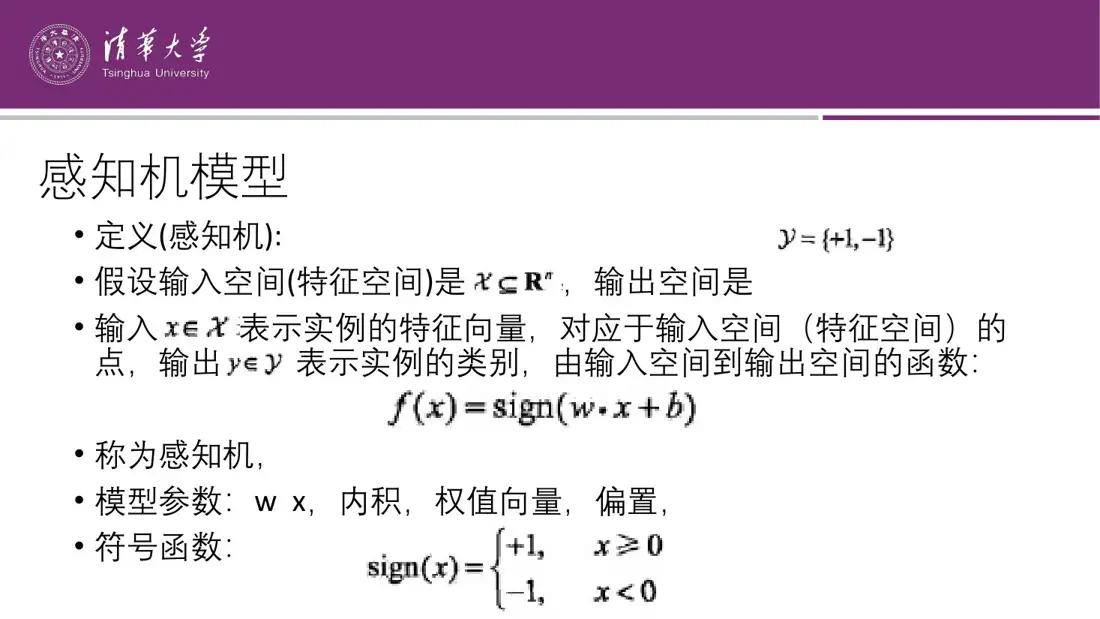 清华大学
Tsinghua University
感知机模型
• 定义(感知机):
𝒴 = {+1, −1}
• 假设输入空间(特征空间)是 𝒳 ⊆ Rⁿ ，输出空间是
• 输入 x ∈ 𝒳 表示实例的特征向量，对应于输入空间（特征空间）的
点，输出 y ∈ 𝒴 表示实例的类别，由输入空间到输出空间的函数：
f(x) = sign(w • x + b)
• 称为感知机，
• 模型参数：w x，内积，权值向量，偏置，
• 符号函数：
sign(x) = { +1, x ≥ 0
−1, x < 0